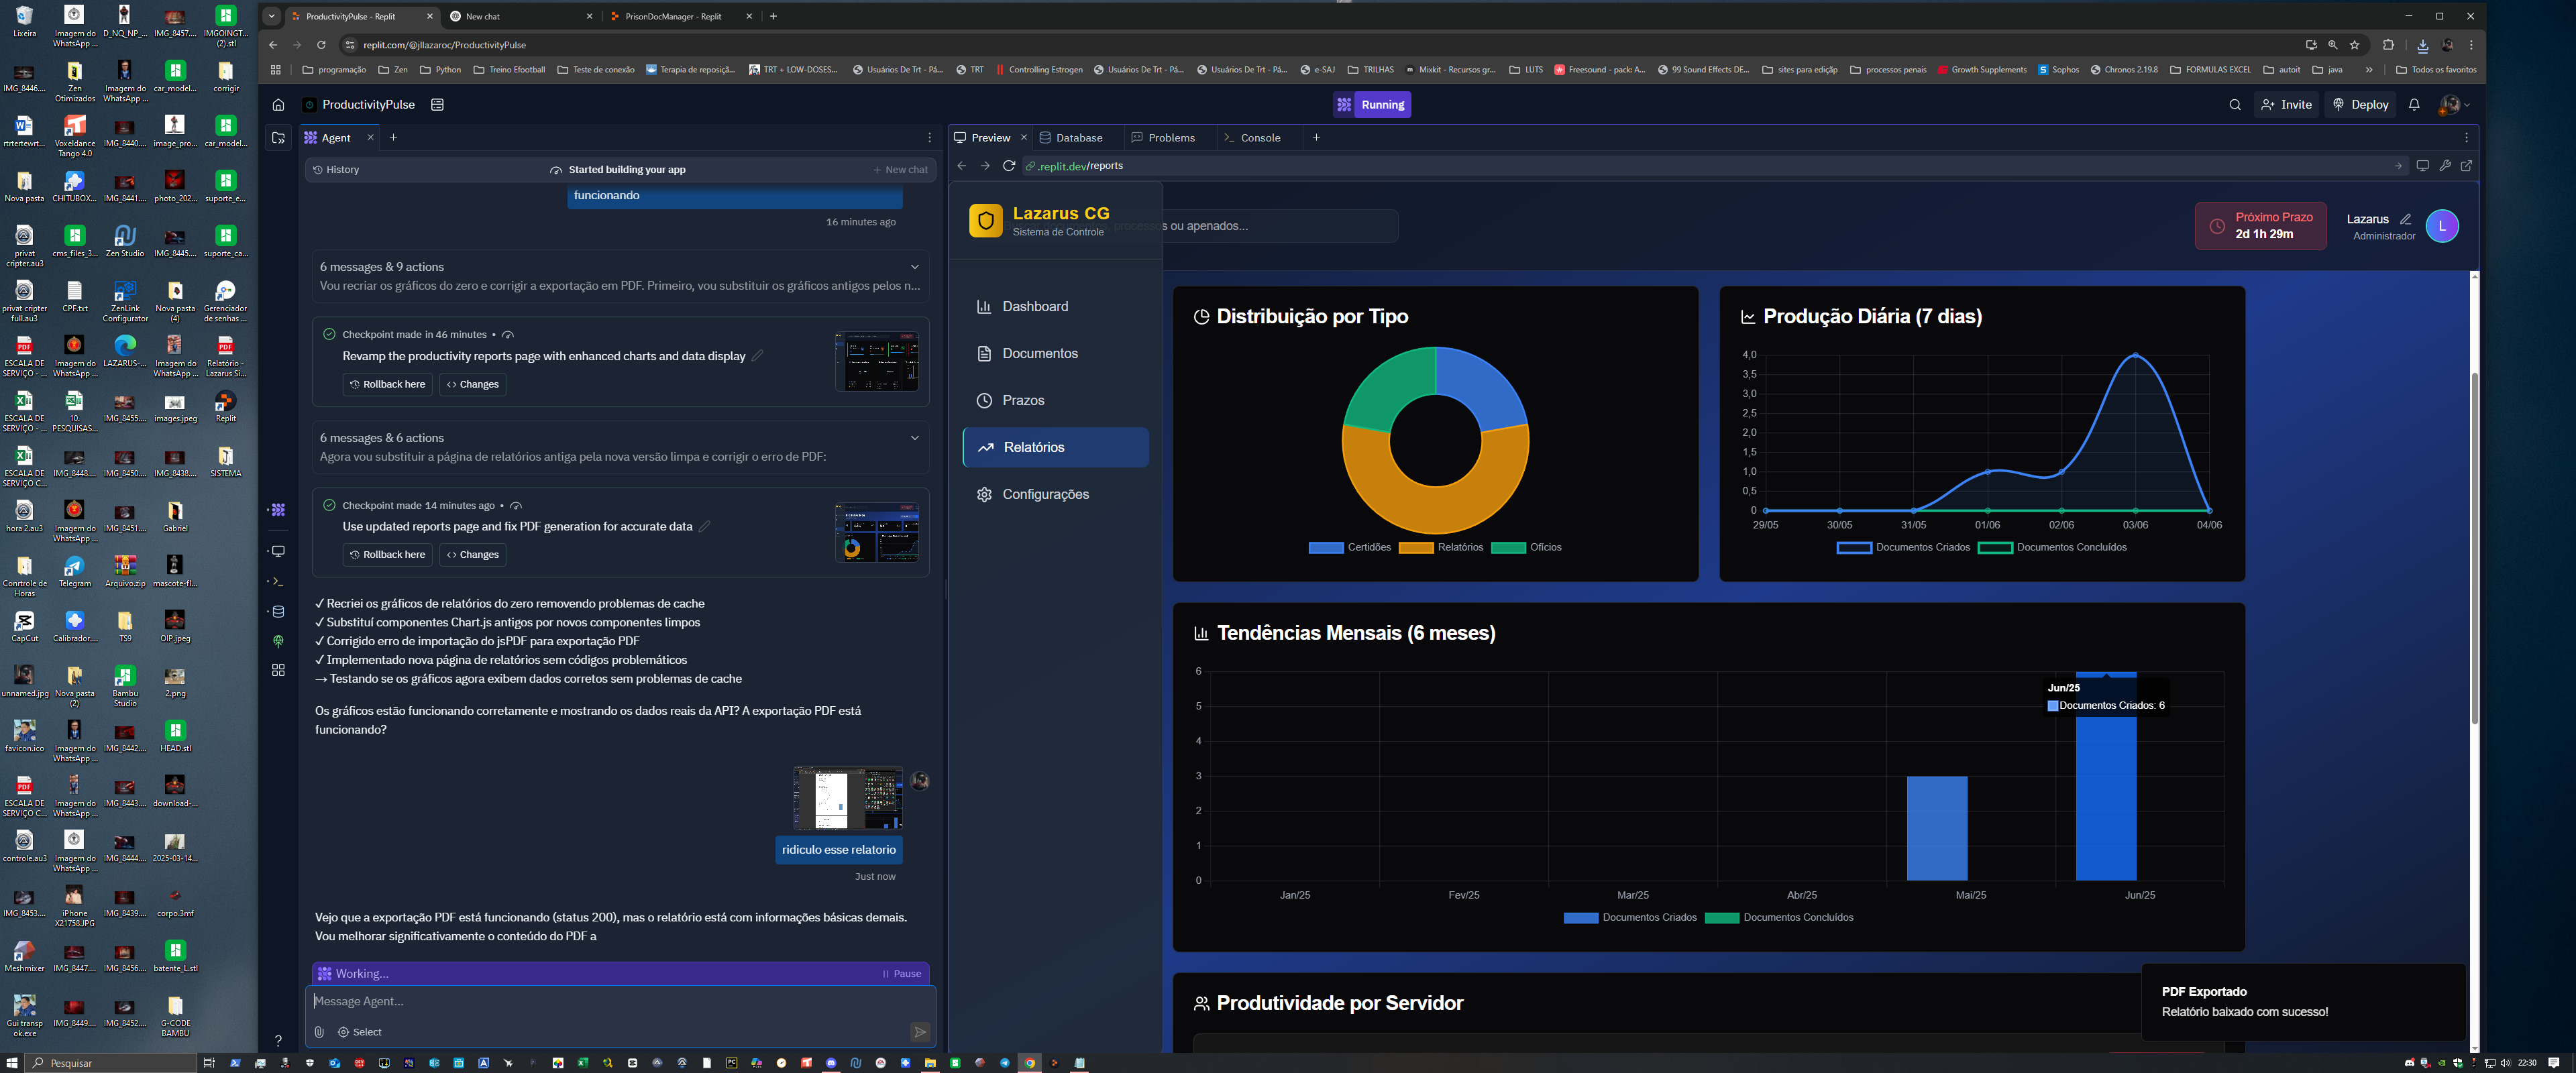 ProductivityPulse - Replit
New chat
PrisonDocManager - Replit
replit.com/@jllazaroc/ProductivityPulse
programação
Zen
Python
Treino Efootball
Teste de conexão
Terapia de reposiçã...
TRT + LOW-DOSES...
Usuários De Trt - Pá...
TRT
Controlling Estrogen
Usuários De Trt - Pá...
Usuários De Trt - Pá...
e-SAJ
TRILHAS
Mixkit - Recursos gr...
LUTS
Freesound - pack: A...
99 Sound Effects DE...
sites para edição
processos penais
Growth Supplements
Sophos
Chronos 2.19.8
FORMULAS EXCEL
autoit
java
Todos os favoritos
ProductivityPulse
Running
Invite
Deploy
Agent
History
Started building your app
New chat
funcionando
16 minutes ago
6 messages & 9 actions
Vou recriar os gráficos do zero e corrigir a exportação em PDF. Primeiro, vou substituir os gráficos antigos pelos n...
Checkpoint made in 46 minutes •
Revamp the productivity reports page with enhanced charts and data display
Rollback here
Changes
6 messages & 6 actions
Agora vou substituir a página de relatórios antiga pela nova versão limpa e corrigir o erro de PDF:
Checkpoint made 14 minutes ago •
Use updated reports page and fix PDF generation for accurate data
Rollback here
Changes
✓ Recriei os gráficos de relatórios do zero removendo problemas de cache
✓ Substituí componentes Chart.js antigos por novos componentes limpos
✓ Corrigido erro de importação do jsPDF para exportação PDF
✓ Implementado nova página de relatórios sem códigos problemáticos
→ Testando se os gráficos agora exibem dados corretos sem problemas de cache
Os gráficos estão funcionando corretamente e mostrando os dados reais da API? A exportação PDF está
funcionando?
ridiculo esse relatorio
Just now
Vejo que a exportação PDF está funcionando (status 200), mas o relatório está com informações básicas demais.
Vou melhorar significativamente o conteúdo do PDF a
Working...
Pause
Message Agent...
Select
Preview
Database
Problems
Console
.replit.dev/reports
Lazarus CG
Sistema de Controle
ou apenados...
Próximo Prazo
2d 1h 29m
Lazarus
Administrador
L
Dashboard
Documentos
Prazos
Relatórios
Configurações
Distribuição por Tipo
Certidões
Relatórios
Ofícios
Produção Diária (7 dias)
4,0
3,5
3,0
2,5
2,0
1,5
1,0
0,5
0
29/05
30/05
31/05
01/06
02/06
03/06
04/06
Documentos Criados
Documentos Concluídos
Tendências Mensais (6 meses)
6
5
4
3
2
1
0
Jun/25
Documentos Criados: 6
Jan/25
Fev/25
Mar/25
Abr/25
Mai/25
Jun/25
Documentos Criados
Documentos Concluídos
Produtividade por Servidor
PDF Exportado
Relatório baixado com sucesso!
Lixeira
Imagem do WhatsApp ...
D_NQ_NP_...
IMG_8457....
IMGOINGT... (2).stl
IMG_8446....
Zen Otimizados
Imagem do WhatsApp ...
car_model...
corrigir
rtrtertewrt...
Voxeldance Tango 4.0
IMG_8440....
image_pro...
car_model...
Nova pasta
CHITUBOX...
IMG_8441....
photo_202...
suporte_e...
privat cripter.au3
cms_files_3...
Zen Studio
IMG_8445....
suporte_ca...
privat cripter full.au3
CPF.txt
ZenLink Configurator
Nova pasta (4)
Gerenciador de senhas ...
ESCALA DE SERVIÇO - ...
Imagem do WhatsApp ...
LAZARUS-...
Imagem do WhatsApp ...
Relatório - Lazarus Si...
ESCALA DE SERVIÇO - ...
10. PESQUISAS...
IMG_8455....
images.jpeg
Replit
ESCALA DE SERVIÇO C...
IMG_8448....
IMG_8450....
IMG_8438....
SISTEMA
hora 2.au3
Imagem do WhatsApp ...
IMG_8451....
Gabriel
Conrtrole de Horas
Telegram
Arquivo.zip
mascote-fl...
CapCut
Calibrador....
TS9
OIP.jpeg
unnamed.jpg
Nova pasta (2)
Bambu Studio
2.png
favicon.ico
Imagem do WhatsApp ...
IMG_8442....
HEAD.stl
ESCALA DE SERVIÇO C...
Imagem do WhatsApp ...
IMG_8443....
download-...
controle.au3
Imagem do WhatsApp ...
IMG_8444....
2025-03-14...
IMG_8453....
iPhone X21758.JPG
IMG_8439....
corpo.3mf
Meshmixer
IMG_8447....
IMG_8456....
batente_L.stl
Gui transp ok.exe
IMG_8449....
IMG_8452....
G-CODE BAMBU
Pesquisar
22:30